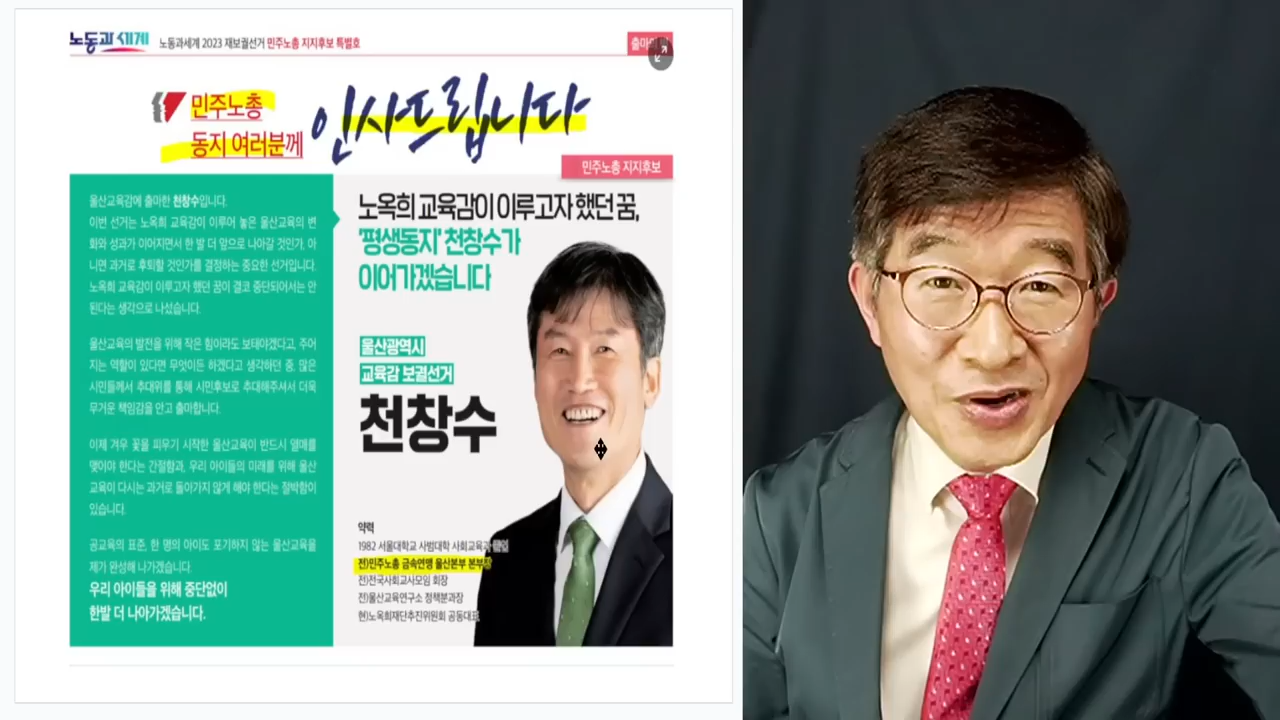 노동과세계
노동과세계 2023 재보궐선거 민주노총 지지후보 특별호
민주노총
동지 여러분께
인사드립니다
민주노총 지지후보
울산교육감에 출마한 천창수입니다.
이번 선거는 노옥희 교육감이 이루어 놓은 울산교육의 변
화와 성과가 이어지면서 한 발 더 앞으로 나아갈 것인가, 아
니면 과거로 후퇴할 것인가를 결정하는 중요한 선거입니다.
노옥희 교육감이 이루고자 했던 꿈이 결코 중단되어서는 안
된다는 생각으로 나섰습니다.
울산교육의 발전을 위해 작은 힘이라도 보태야겠다고, 주어
지는 역할이 있다면 무엇이든 하겠다고 생각하던 중, 많은
시민들께서 추대위를 통해 시민후보로 추대해주셔서 더욱
무거운 책임감을 안고 출마합니다.
이제 겨우 꽃을 피우기 시작한 울산교육이 반드시 열매를
맺어야 한다는 간절함과, 우리 아이들의 미래를 위해 울산
교육이 다시는 과거로 돌아가지 않게 해야 한다는 절박함이
있습니다.
공교육의 표준, 한 명의 아이도 포기하지 않는 울산교육을
제가 완성해 나가겠습니다.
우리 아이들을 위해 중단없이
한발 더 나아가겠습니다.
노옥희 교육감이 이루고자 했던 꿈,
'평생동지' 천창수가
이어가겠습니다
울산광역시
교육감 보궐선거
천창수
약력
1982 서울대학교 사범대학 사회교육과 졸업
전)민주노총 금속연맹 울산본부 본부장
전)전국사회교사모임 회장
전)울산교육연구소 정책분과장
현)노옥희재단추진위원회 공동대표